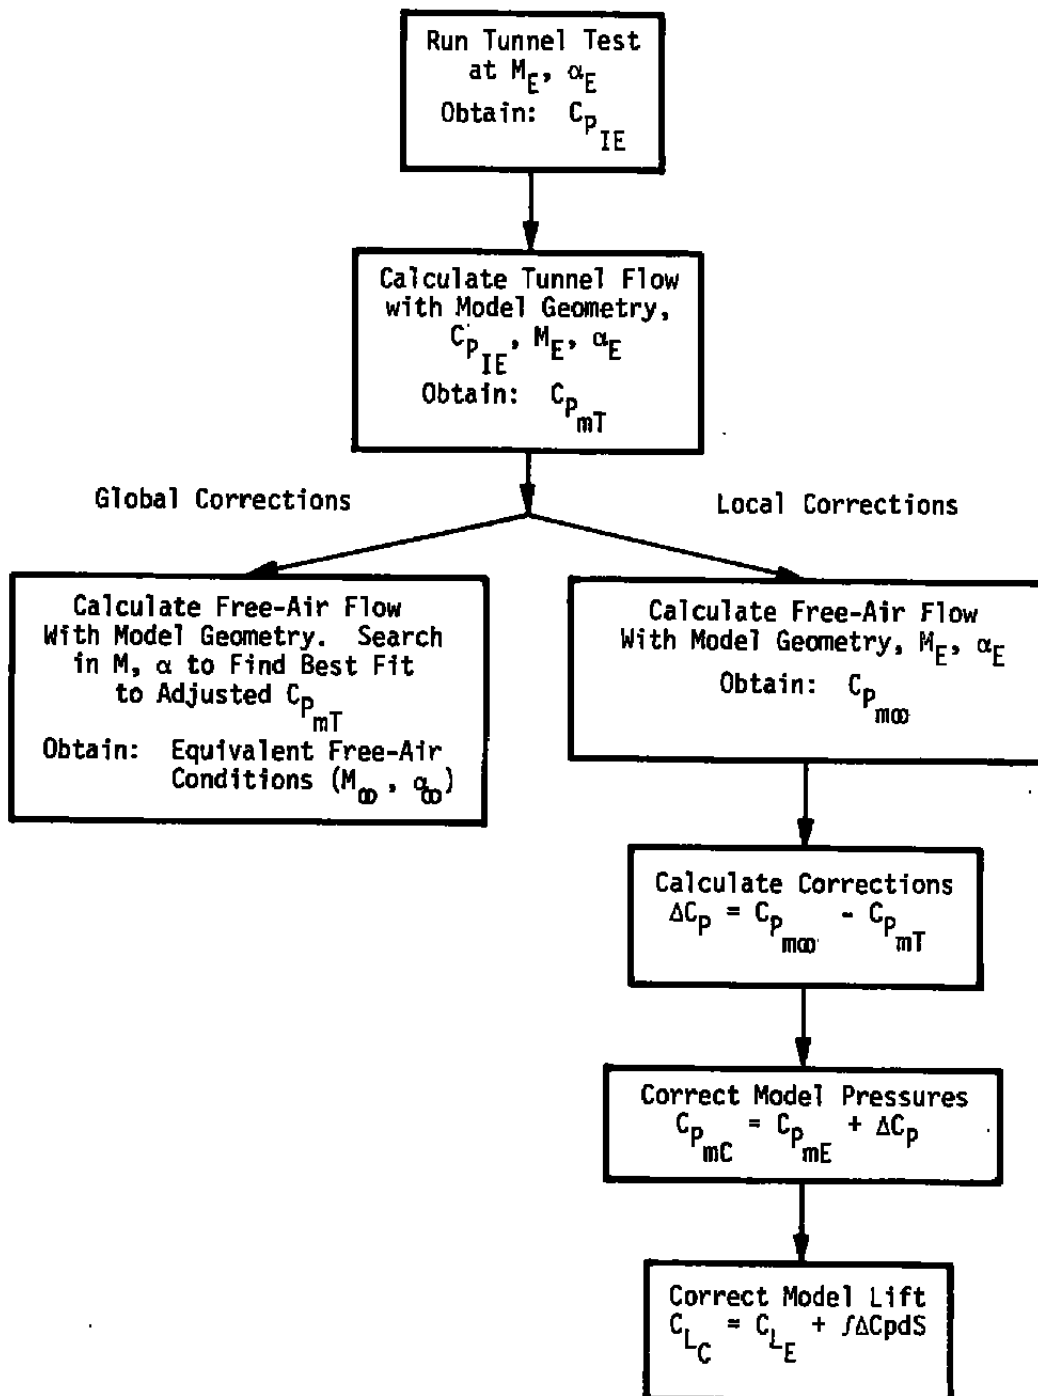 Run Tunnel Test
at M_E, α_E
Obtain: C_P_IE
Calculate Tunnel Flow
with Model Geometry,
C_P_IE, M_E, α_E
Obtain: C_P_mT
Global Corrections
Local Corrections
Calculate Free-Air Flow
With Model Geometry. Search
in M, α to Find Best Fit
to Adjusted C_P_mT
Obtain: Equivalent Free-Air
Conditions (M_∞, α_∞)
Calculate Free-Air Flow
With Model Geometry, M_E, α_E
Obtain: C_P_m∞
Calculate Corrections
ΔC_P = C_P_m∞ - C_P_mT
Correct Model Pressures
C_P_mC = C_P_mE + ΔC_P
Correct Model Lift
C_L_C = C_L_E + ∫ΔCpdS